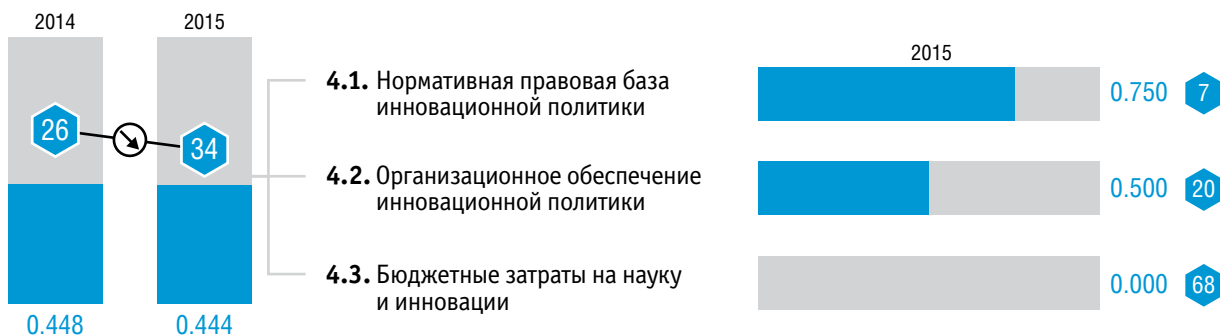 2014
2015
26
34
0.448
0.444
4.1. Нормативная правовая база
инновационной политики
4.2. Организационное обеспечение
инновационной политики
4.3. Бюджетные затраты на науку
и инновации
2015
0.750
7
0.500
20
0.000
68